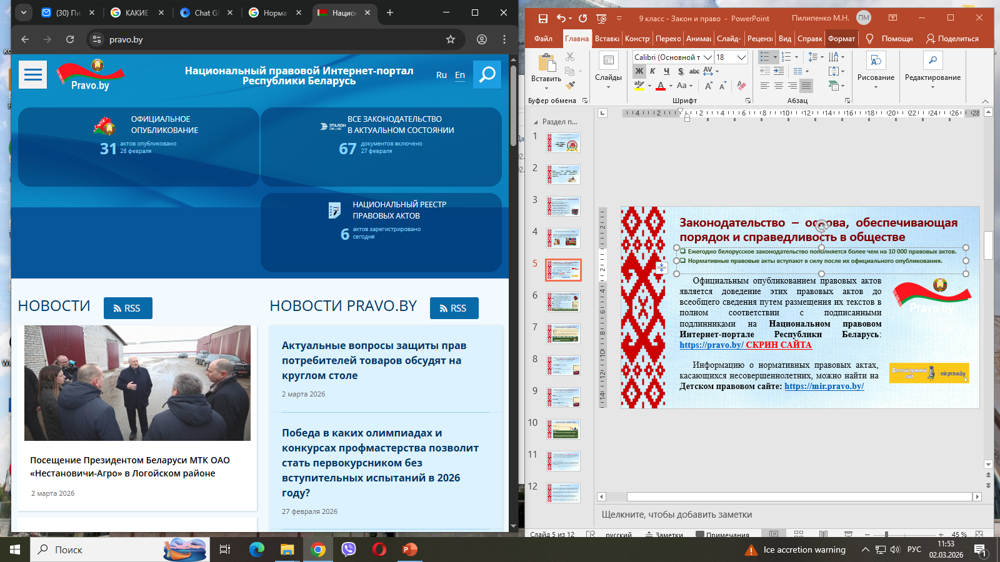 (30) Пи
КАКИЕ
Chat GP
Норма
Национ
pravo.by
Pravo.by
Национальный правовой Интернет-портал
Республики Беларусь
Ru En
ОФИЦИАЛЬНОЕ
ОПУБЛИКОВАНИЕ
31 актов опубликовано
28 февраля
ЭТАЛОН
ONLINE
ВСЕ ЗАКОНОДАТЕЛЬСТВО
В АКТУАЛЬНОМ СОСТОЯНИИ
67 документов включено
27 февраля
НАЦИОНАЛЬНЫЙ РЕЕСТР
ПРАВОВЫХ АКТОВ
6 актов зарегистрировано
сегодня
НОВОСТИ
RSS
Посещение Президентом Беларуси МТК ОАО
«Нестановичи-Агро» в Логойском районе
2 марта 2026
НОВОСТИ PRAVO.BY
RSS
Актуальные вопросы защиты прав
потребителей товаров обсудят на
круглом столе
2 марта 2026
Победа в каких олимпиадах и
конкурсах профмастерства позволит
стать первокурсником без
вступительных испытаний в 2026
году?
27 февраля 2026
9 класс - Закон и право - PowerPoint
Пилипенко М.Н.
ПМ
Файл
Главна
Вставка
Констр
Перехо
Анимац
Слайд-
Реценз
Вид
Справк
Формат
Помощн
Поделиться
Вставить
Буфер обмена
Слайды
Calibri (Основной т
18
Ж К Ч S abc AV
Aa
Шрифт
Абзац
Рисование
Редактирование
Раздел п...
1
2
3
4
5
6
7
8
9
10
11
12
Законодательство – основа, обеспечивающая
порядок и справедливость в обществе
Ежегодно белорусское законодательство пополняется более чем на 10 000 правовых актов.
Нормативные правовые акты вступают в силу после их официального опубликования.
Официальным опубликованием правовых актов
является доведение этих правовых актов до
всеобщего сведения путем размещения их текстов в
полном соответствии с подписанными
подлинниками на Национальном правовом
Интернет-портале Республики Беларусь:
https://pravo.by/ СКРИН САЙТА
Pravo.by
Информацию о нормативных правовых актах,
касающихся несовершеннолетних, можно найти на
Детском правовом сайте: https://mir.pravo.by/
Детский правовой
сайт
mir.pravo.by
Щелкните, чтобы добавить заметки
Слайд 5 из 12
русский
Заметки
Примечания
45 %
Поиск
Ice accretion warning
РУС
11:53
02.03.2026
1